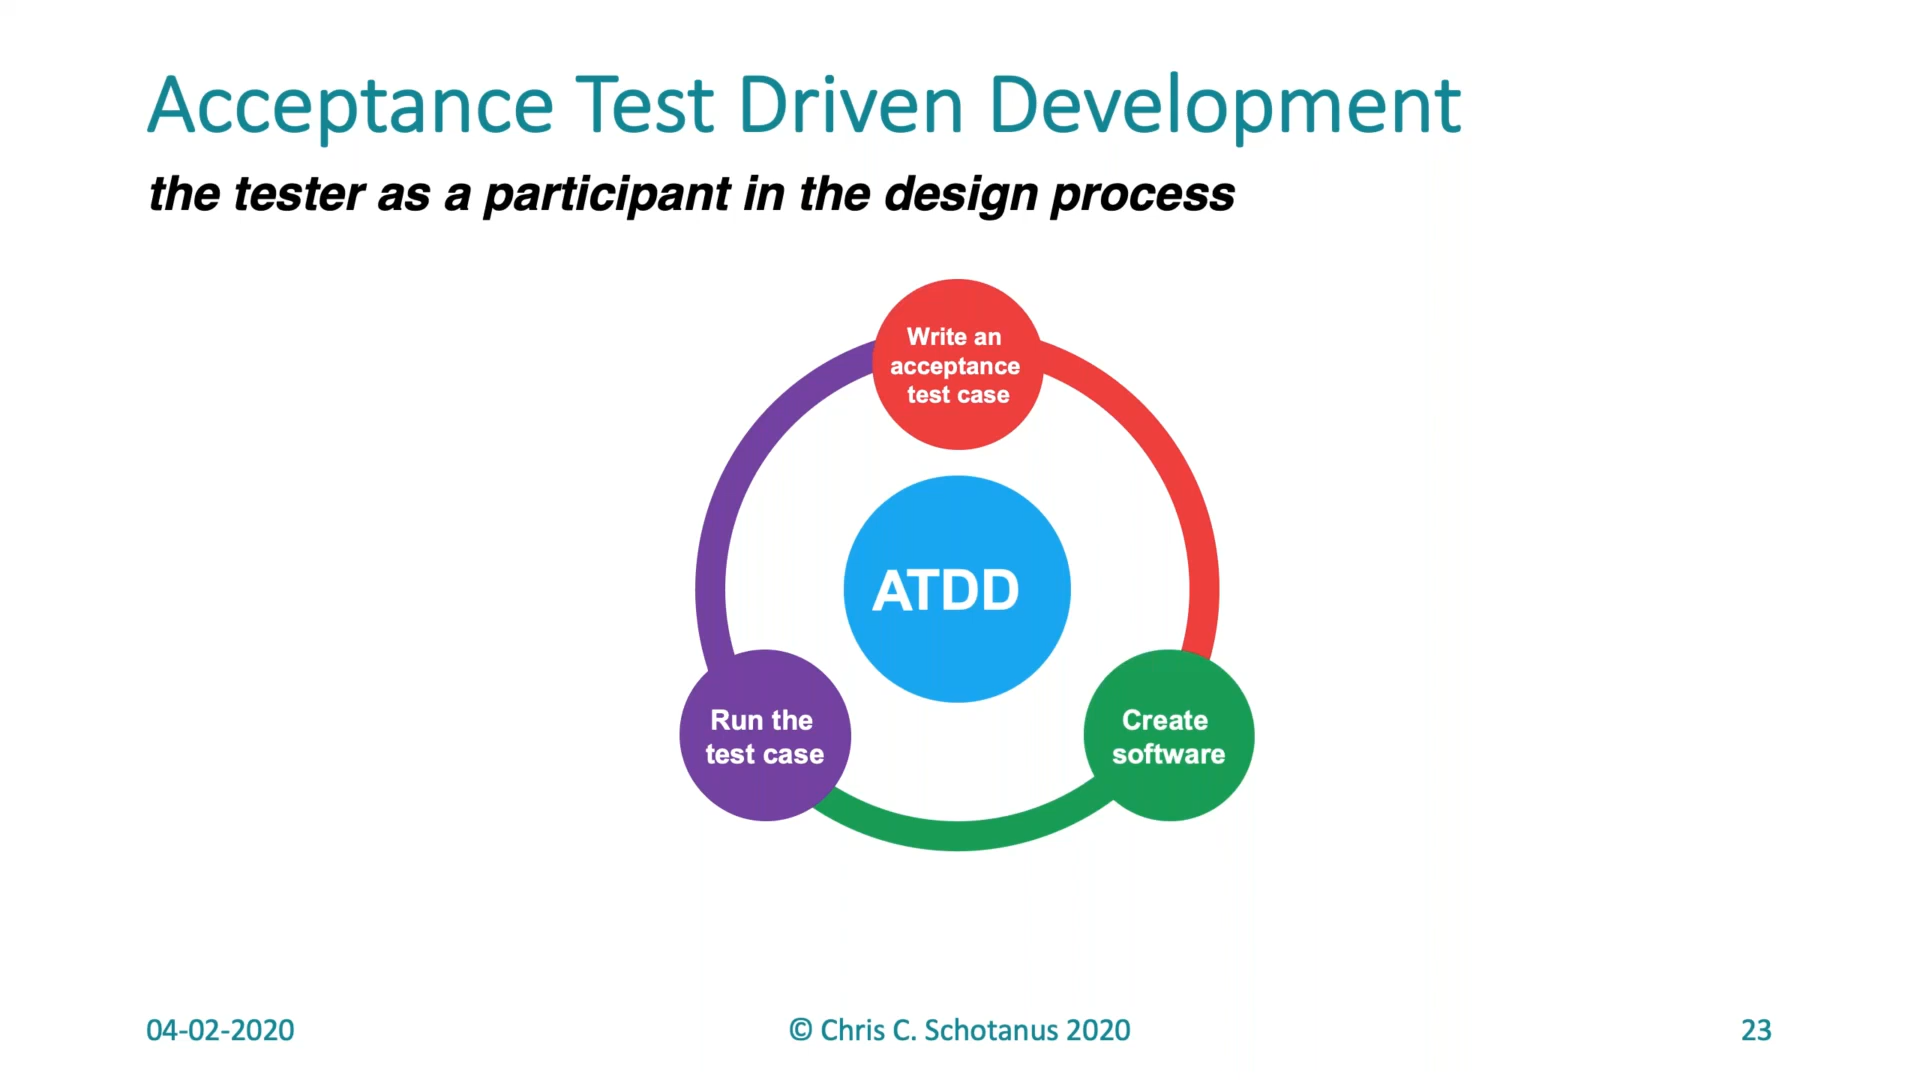 Acceptance Test Driven Development
the tester as a participant in the design process
Write an
acceptance
test case
ATDD
Run the
test case
Create
software
04-02-2020
© Chris C. Schotanus 2020
23